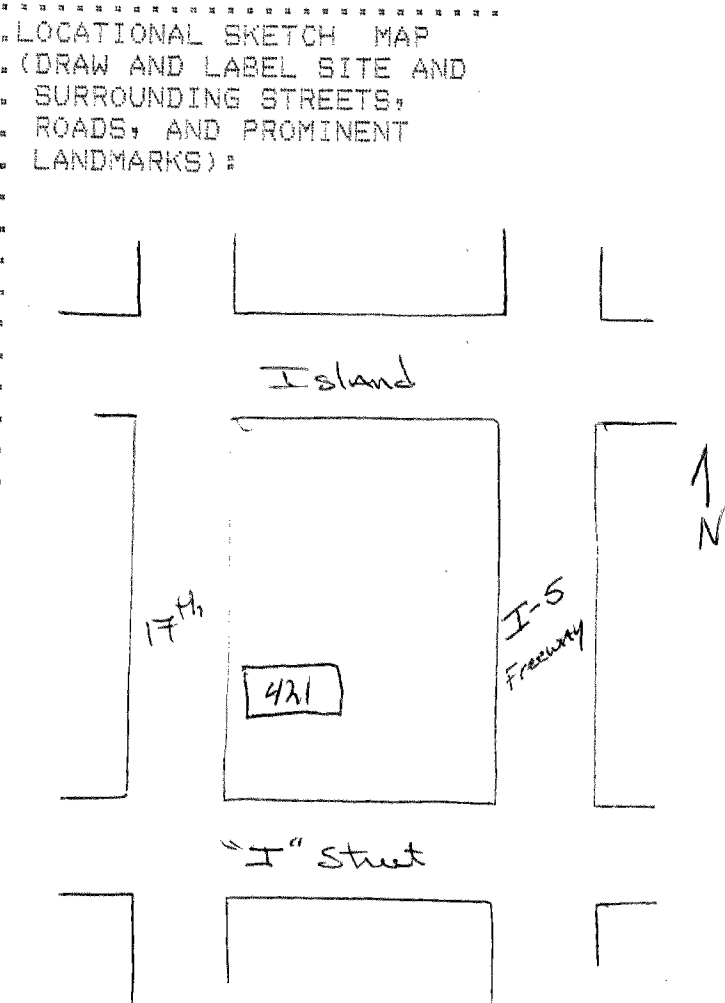 LOCATIONAL SKETCH MAP
(DRAW AND LABEL SITE AND
SURROUNDING STREETS,
ROADS, AND PROMINENT
LANDMARKS):
Island
N
17th
I-5
Freeway
421
"I" Street